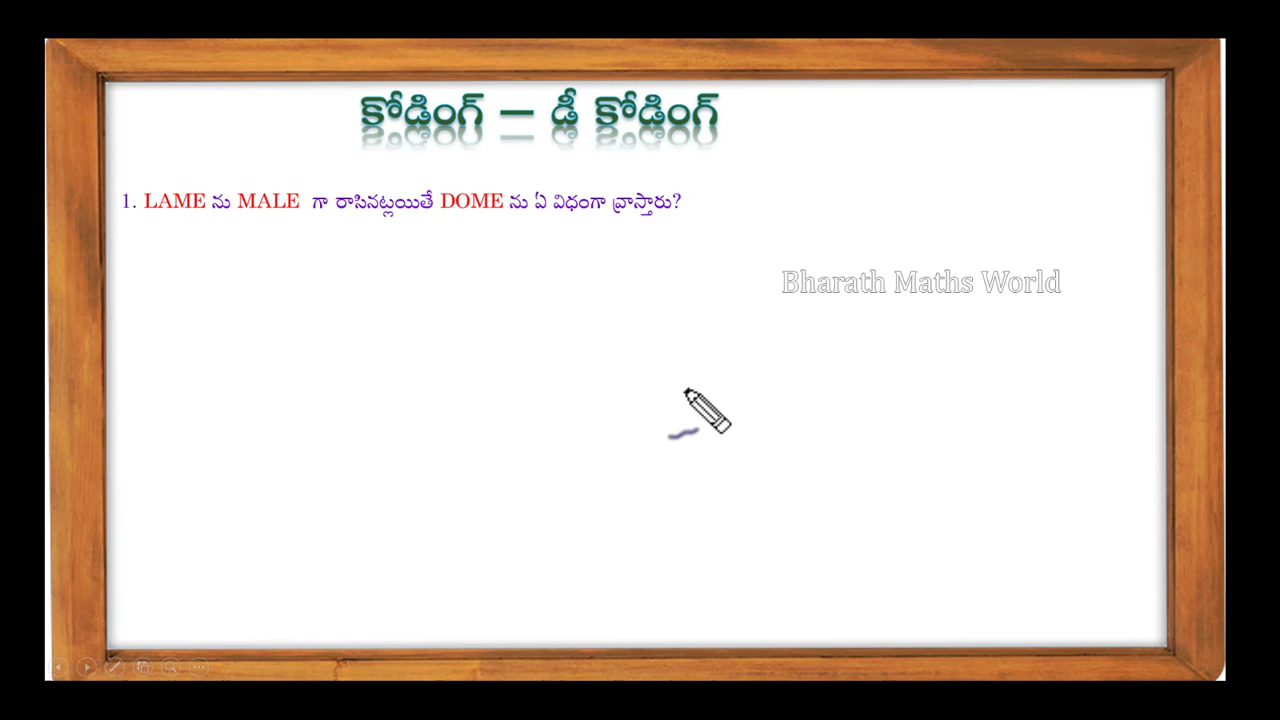 కోడింగ్ – డీ కోడింగ్
1. LAME ను MALE గా రాసినట్లయితే DOME ను ఏ విధంగా వ్రాస్తారు?
Bharath Maths World